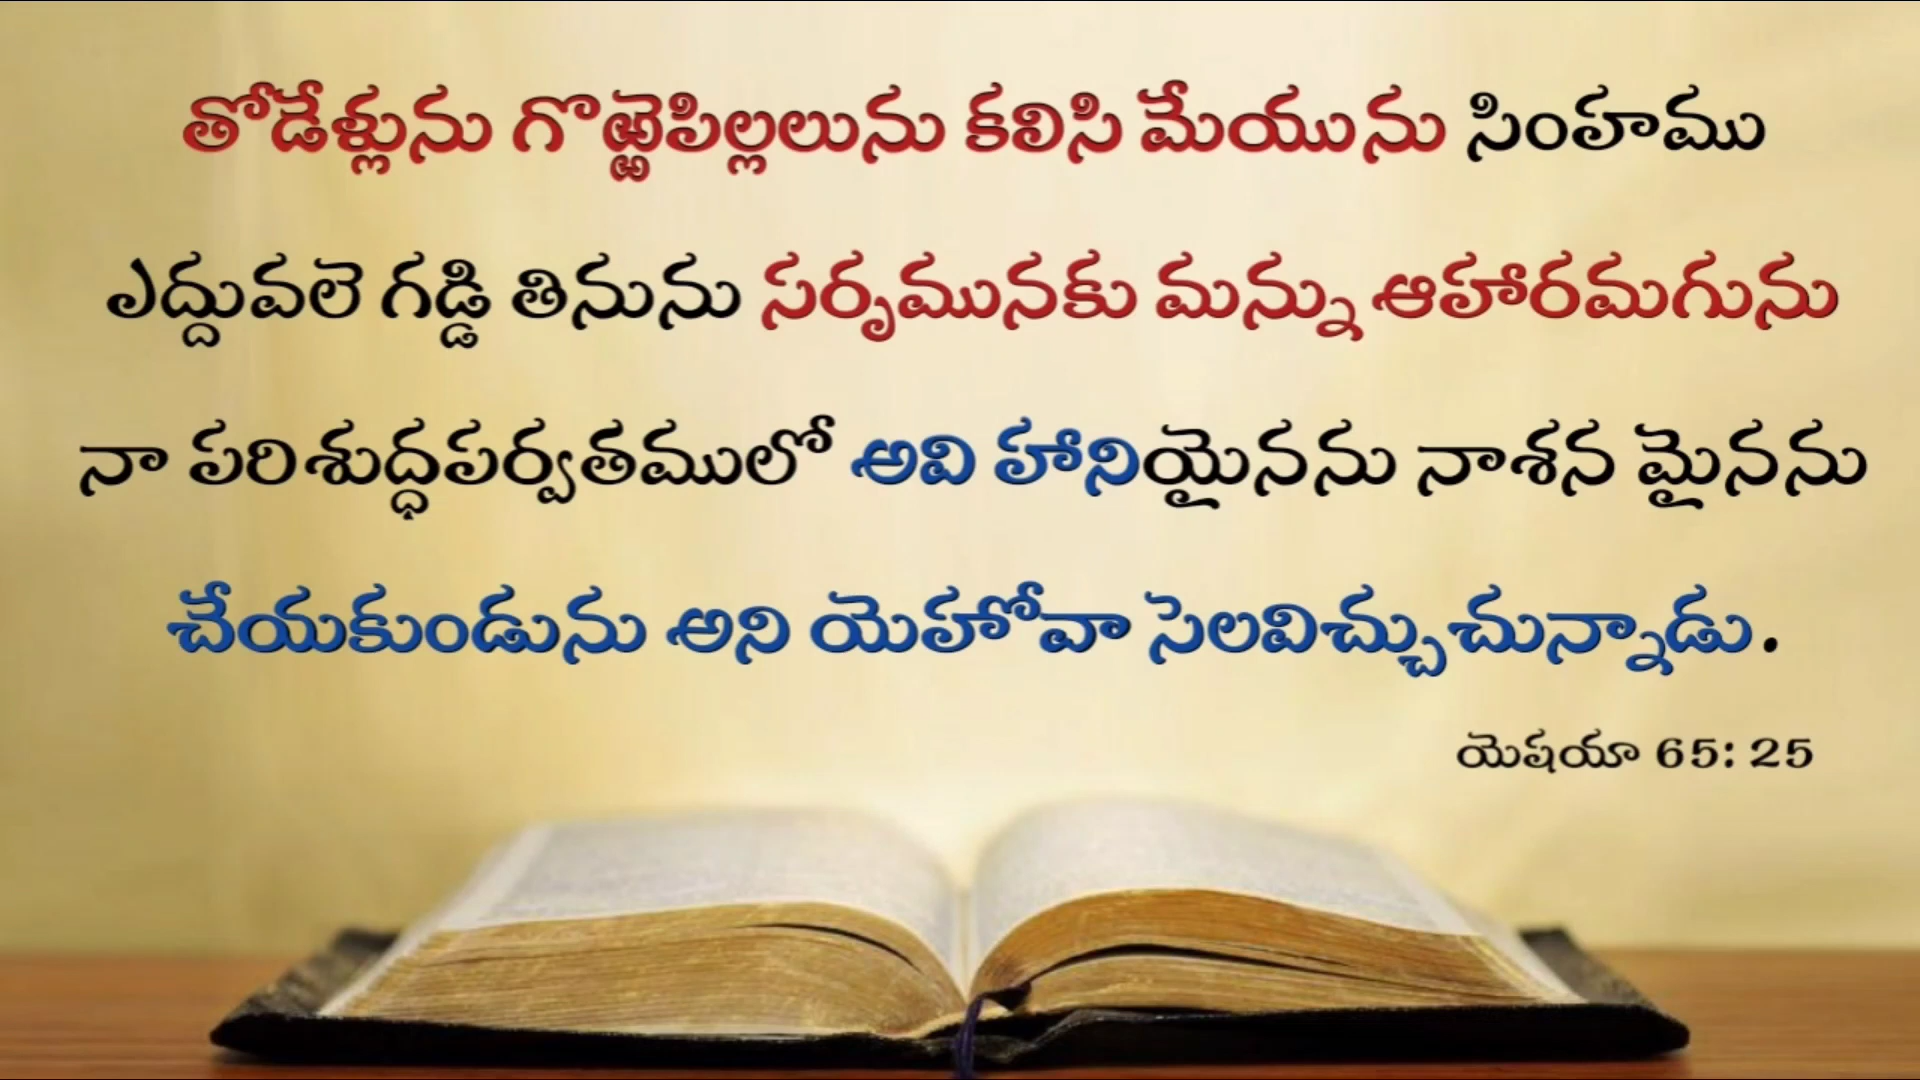 తోడేళ్లును గొఱ్ఱెపిల్లలును కలిసి మేయును సింహము
ఎద్దువలె గడ్డి తినును సర్పమునకు మన్ను ఆహారమగును
నా పరిశుద్ధపర్వతములో అవి హానియైనను నాశన మైనను
చేయకుండును అని యెహోవా సెలవిచ్చుచున్నాడు.
యెషయా 65: 25